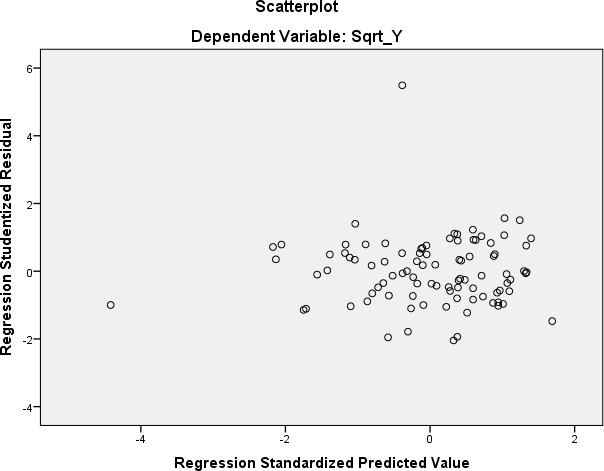 Scatterplot
Dependent Variable: Sqrt_Y
Regression Studentized Residual
6
4
2
0
-2
-4
-4
-2
0
2
Regression Standardized Predicted Value